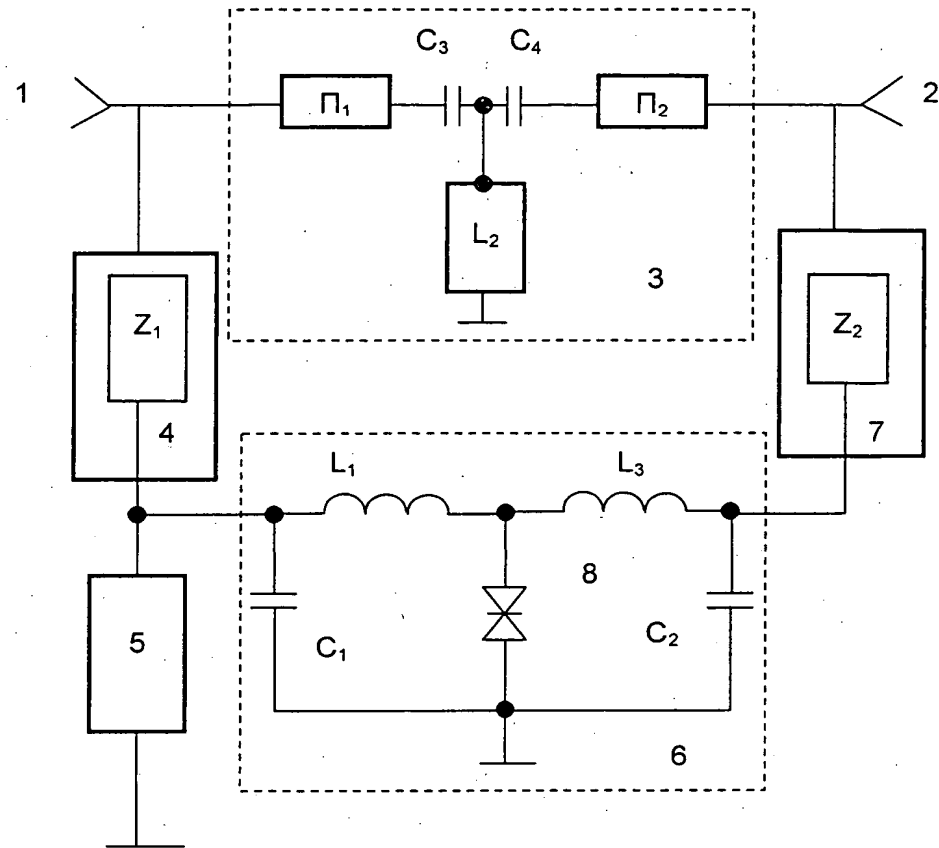 C₃ C₄
1 П₁ П₂ 2
L₂
3
Z₁ Z₂
4 7
L₁ L₃
8
5 C₁ C₂
6